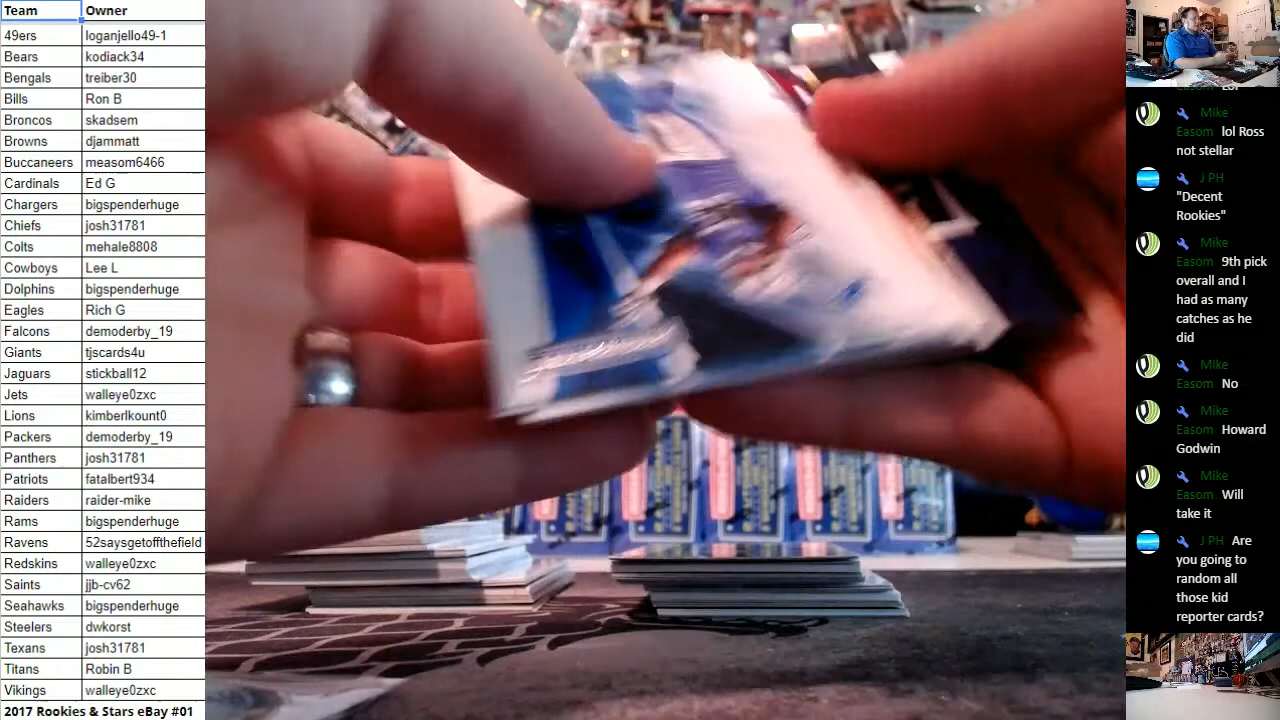 Team Owner
49ers loganjello49-1
Bears kodiack34
Bengals treiber30
Bills Ron B
Broncos skadsem
Browns djammatt
Buccaneers measom6466
Cardinals Ed G
Chargers bigspenderhuge
Chiefs josh31781
Colts mehale8808
Cowboys Lee L
Dolphins bigspenderhuge
Eagles Rich G
Falcons demoderby_19
Giants tjscards4u
Jaguars stickball12
Jets walleye0zxc
Lions kimberlkount0
Packers demoderby_19
Panthers josh31781
Patriots fatalbert934
Raiders raider-mike
Rams bigspenderhuge
Ravens 52saysgetoffthefield
Redskins walleye0zxc
Saints jjb-cv62
Seahawks bigspenderhuge
Steelers dwkorst
Texans josh31781
Titans Robin B
Vikings walleye0zxc
2017 Rookies & Stars eBay #01
Easom Lol
Mike
Easom lol Ross
not stellar
J PH
"Decent
Rookies"
Mike
Easom 9th pick
overall and I
had as many
catches as he
did
Mike
Easom No
Mike
Easom Howard
Godwin
Mike
Easom Will
take it
J PH Are
you going to
random all
those kid
reporter cards?